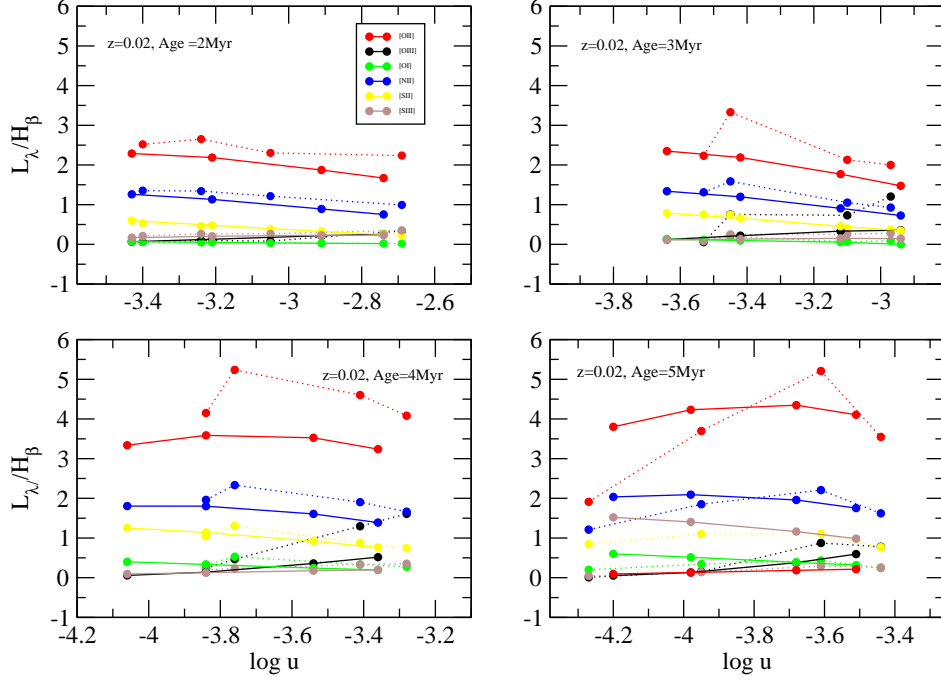 6
5
4
3
2
1
0
-1
L_λ/H_β
z=0.02, Age =2Myr
[OII]
[OIII]
[OI]
[NII]
[SII]
[SIII]
-3.4 -3.2 -3 -2.8 -2.6
6
5
4
3
2
1
0
-1
L_λ/H_β
z=0.02, Age=3Myr
-3.8 -3.6 -3.4 -3.2 -3
6
5
4
3
2
1
0
-1
L_λ/H_β
z=0.02, Age=4Myr
-4.2 -4 -3.8 -3.6 -3.4 -3.2
log u
6
5
4
3
2
1
0
-1
L_λ/H_β
z=0.02, Age=5Myr
-4.2 -4 -3.8 -3.6 -3.4
log u